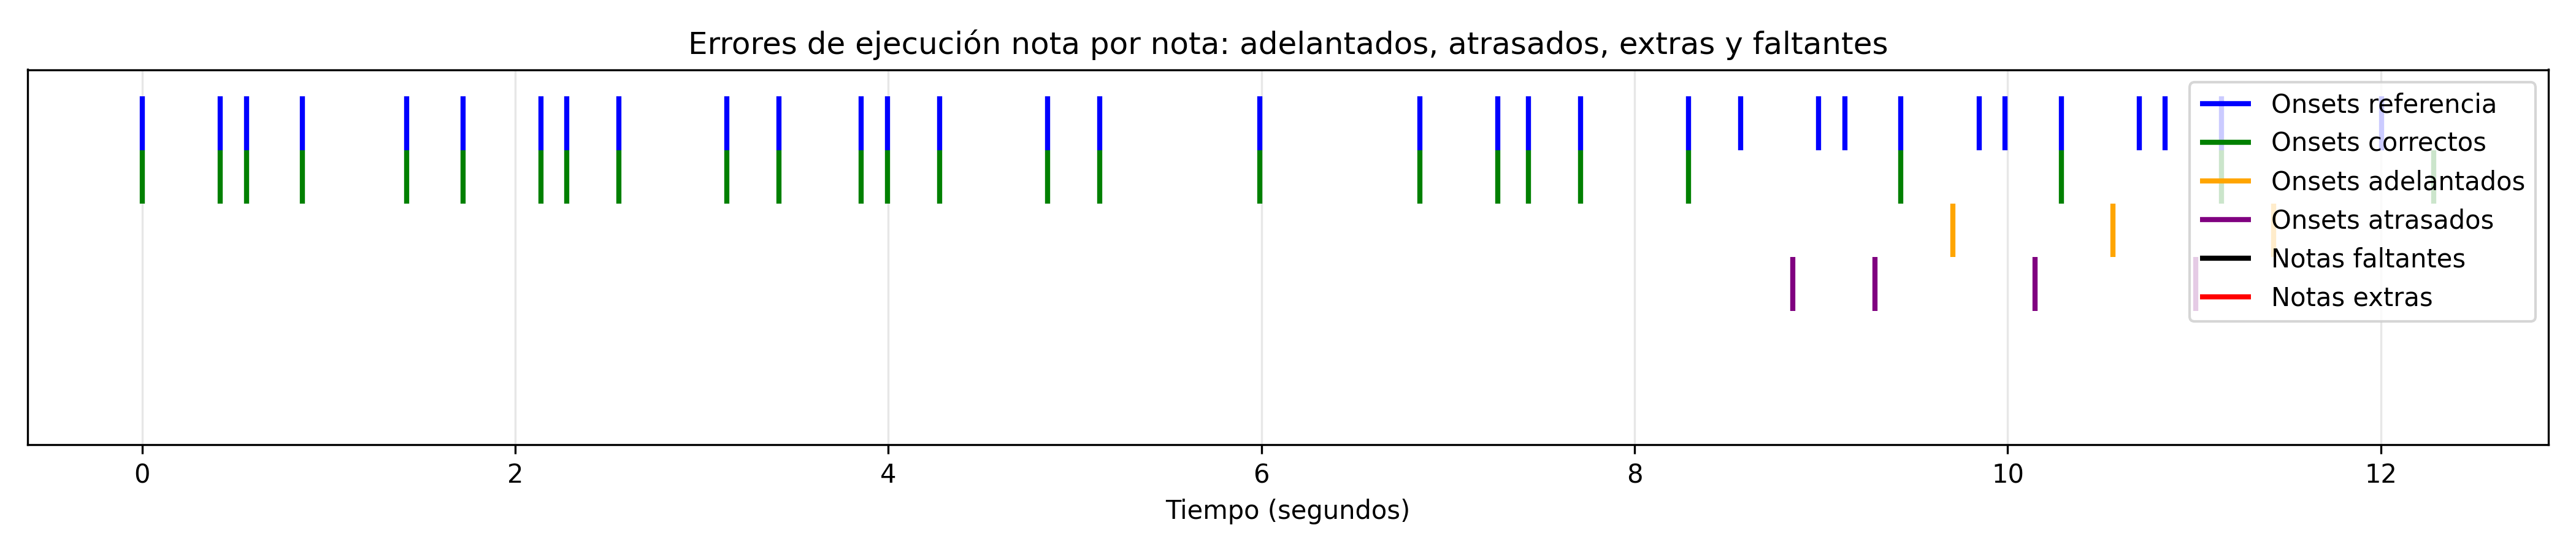 Errores de ejecución nota por nota: adelantados, atrasados, extras y faltantes
Onsets referencia
Onsets correctos
Onsets adelantados
Onsets atrasados
Notas faltantes
Notas extras
0 2 4 6 8 10 12
Tiempo (segundos)